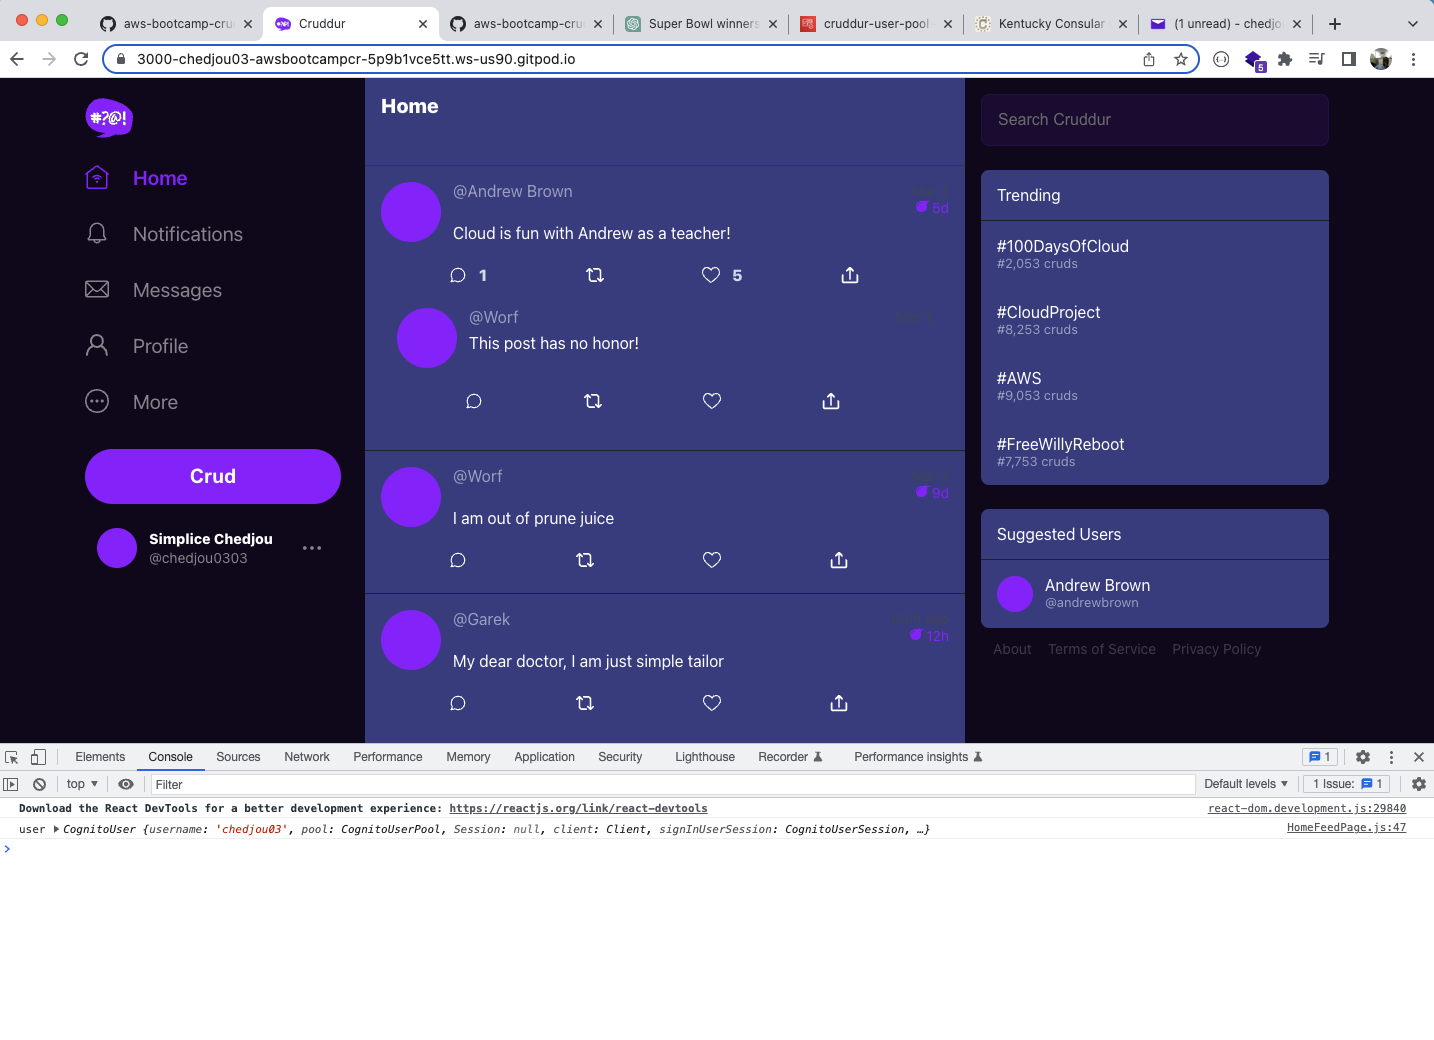 aws-bootcamp-cru
Cruddur
aws-bootcamp-cru
Super Bowl winners
cruddur-user-pool
Kentucky Consular
(1 unread) - chedjo
3000-chedjou03-awsbootcampcr-5p9b1vce5tt.ws-us90.gitpod.io
5
#?@!
Home
Notifications
Messages
Profile
More
Crud
Simplice Chedjou
@chedjou0303
Home
@Andrew Brown
5d
Cloud is fun with Andrew as a teacher!
1
5
@Worf
This post has no honor!
@Worf
9d
I am out of prune juice
@Garek
12h
My dear doctor, I am just simple tailor
Search Cruddur
Trending
#100DaysOfCloud
#2,053 cruds
#CloudProject
#8,253 cruds
#AWS
#9,053 cruds
#FreeWillyReboot
#7,753 cruds
Suggested Users
Andrew Brown
@andrewbrown
About Terms of Service Privacy Policy
Elements Console Sources Network Performance Memory Application Security Lighthouse Recorder Performance insights 1
top Filter Default levels 1 Issue: 1
Download the React DevTools for a better development experience: https://reactjs.org/link/react-devtools react-dom.development.js:29840
user CognitoUser {username: 'chedjou03', pool: CognitoUserPool, Session: null, client: Client, signInUserSession: CognitoUserSession, …} HomeFeedPage.js:47